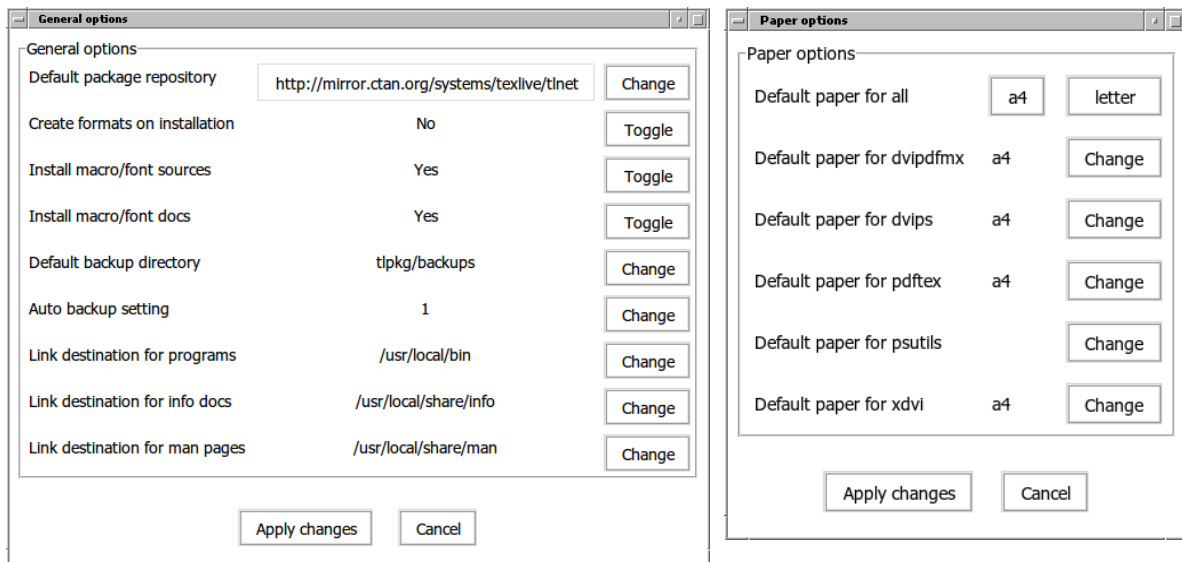 General options
General options
Default package repository http://mirror.ctan.org/systems/texlive/tlnet Change
Create formats on installation No Toggle
Install macro/font sources Yes Toggle
Install macro/font docs Yes Toggle
Default backup directory tlpkg/backups Change
Auto backup setting 1 Change
Link destination for programs /usr/local/bin Change
Link destination for info docs /usr/local/share/info Change
Link destination for man pages /usr/local/share/man Change
Apply changes Cancel
Paper options
Paper options
Default paper for all a4 letter
Default paper for dvipdfmx a4 Change
Default paper for dvips a4 Change
Default paper for pdftex a4 Change
Default paper for psutils Change
Default paper for xdvi a4 Change
Apply changes Cancel